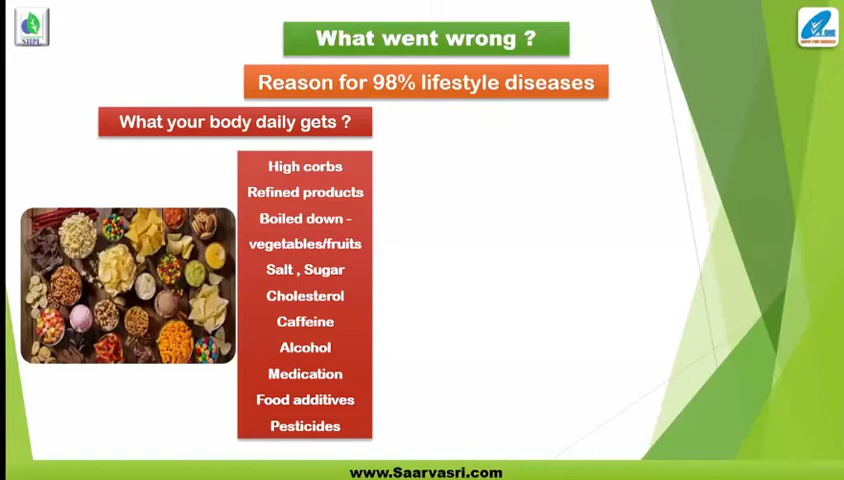 What went wrong ?
Reason for 98% lifestyle diseases
What your body daily gets ?
High corbs
Refined products
Boiled down -
vegetables/fruits
Salt , Sugar
Cholesterol
Caffeine
Alcohol
Medication
Food additives
Pesticides
SHPL
www.Saarvasri.com